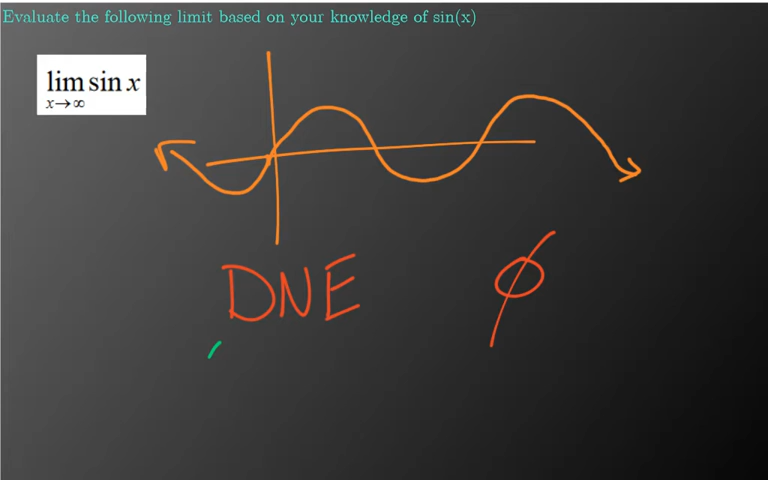 Evaluate the following limit based on your knowledge of sin(x)
lim sin x
x→∞
DNE ∅